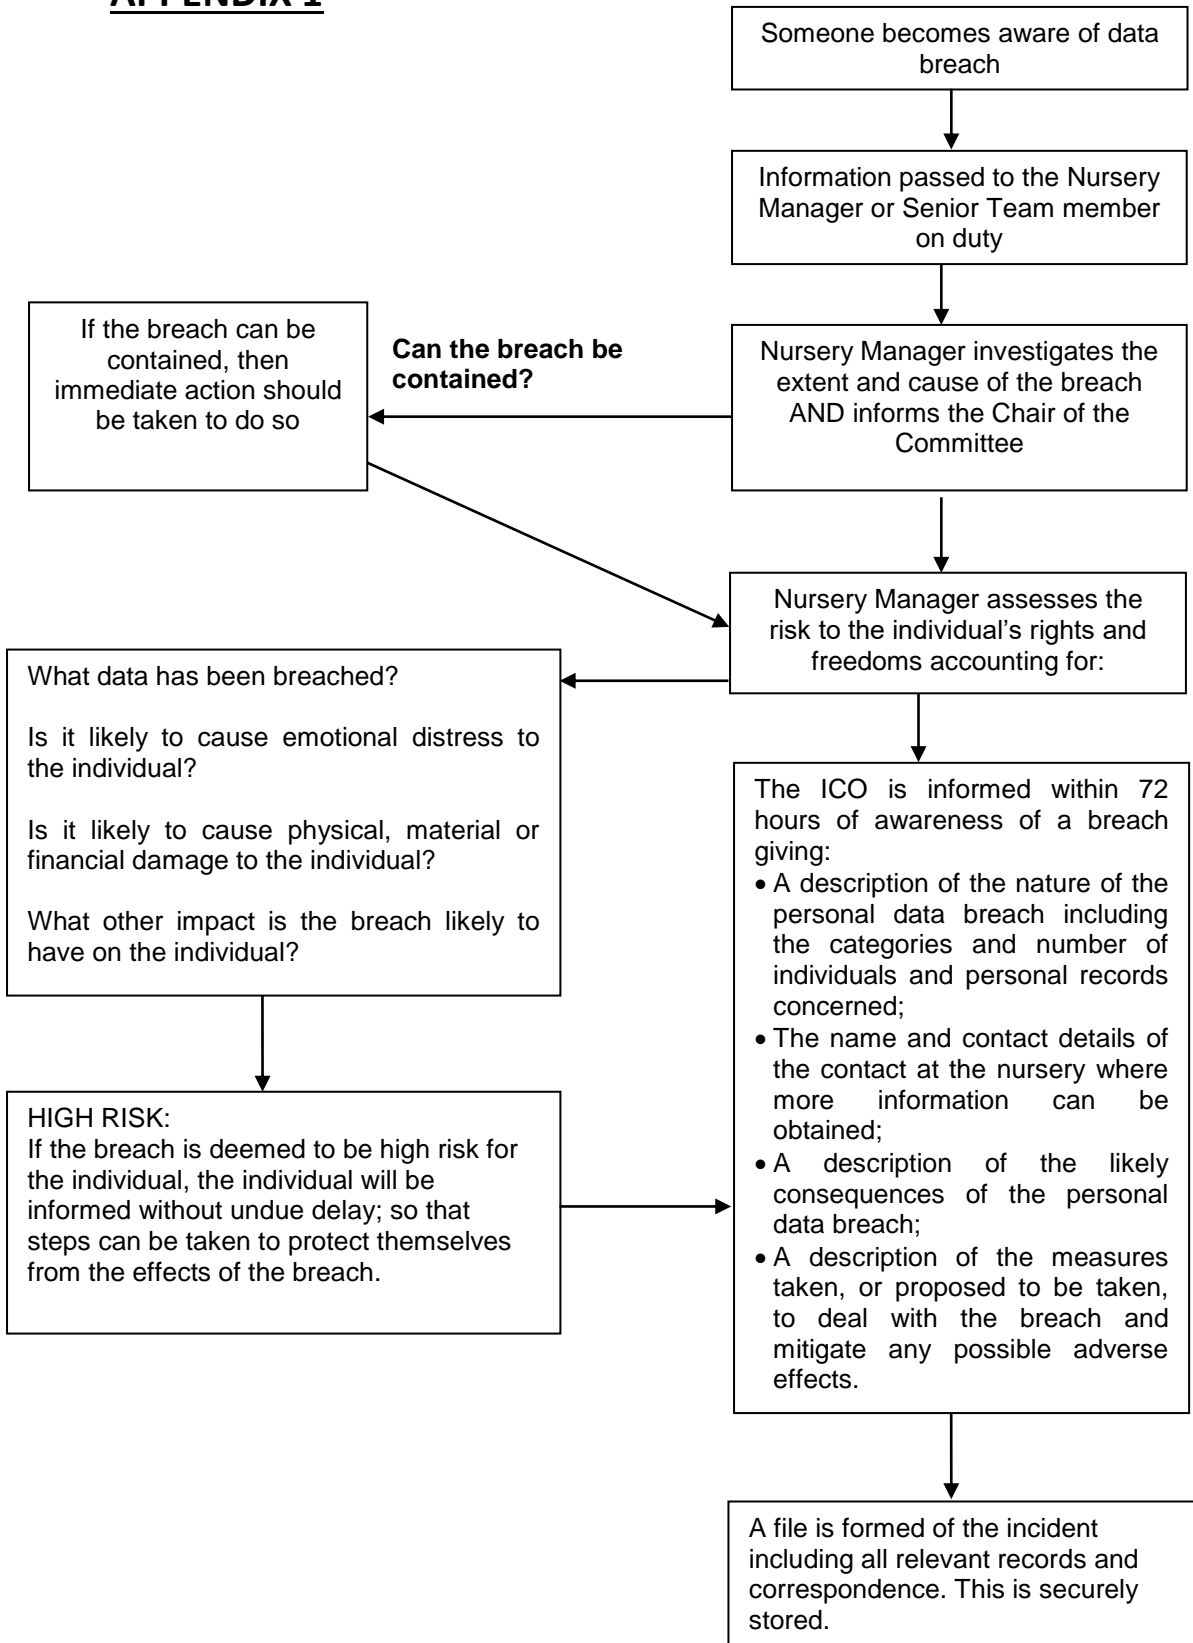 APPENDIX 1
Someone becomes aware of data
breach
Information passed to the Nursery
Manager or Senior Team member
on duty
If the breach can be
contained, then
immediate action should
be taken to do so
Can the breach be
contained?
Nursery Manager investigates the
extent and cause of the breach
AND informs the Chair of the
Committee
Nursery Manager assesses the
risk to the individual’s rights and
freedoms accounting for:
What data has been breached?
Is it likely to cause emotional distress to
the individual?
Is it likely to cause physical, material or
financial damage to the individual?
What other impact is the breach likely to
have on the individual?
HIGH RISK:
If the breach is deemed to be high risk for
the individual, the individual will be
informed without undue delay; so that
steps can be taken to protect themselves
from the effects of the breach.
The ICO is informed within 72
hours of awareness of a breach
giving:
• A description of the nature of the
personal data breach including
the categories and number of
individuals and personal records
concerned;
• The name and contact details of
the contact at the nursery where
more information can be
obtained;
• A description of the likely
consequences of the personal
data breach;
• A description of the measures
taken, or proposed to be taken,
to deal with the breach and
mitigate any possible adverse
effects.
A file is formed of the incident
including all relevant records and
correspondence. This is securely
stored.